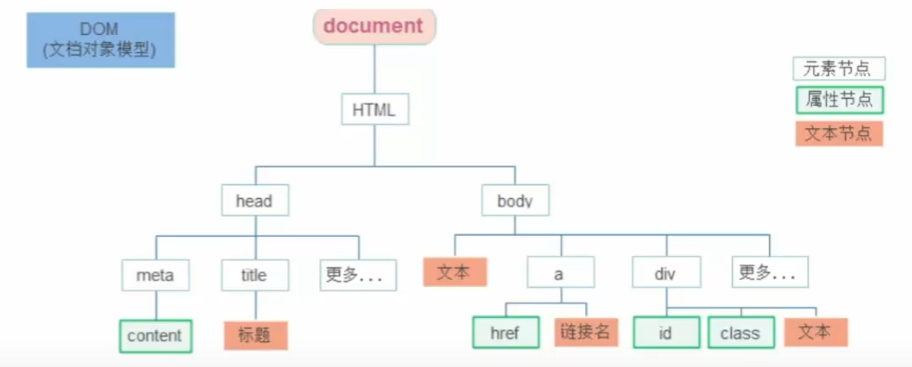 DOM
(文档对象模型)
document
元素节点
属性节点
文本节点
HTML
head
body
meta
title
更多...
文本
a
div
更多...
content
标题
href
链接名
id
class
文本